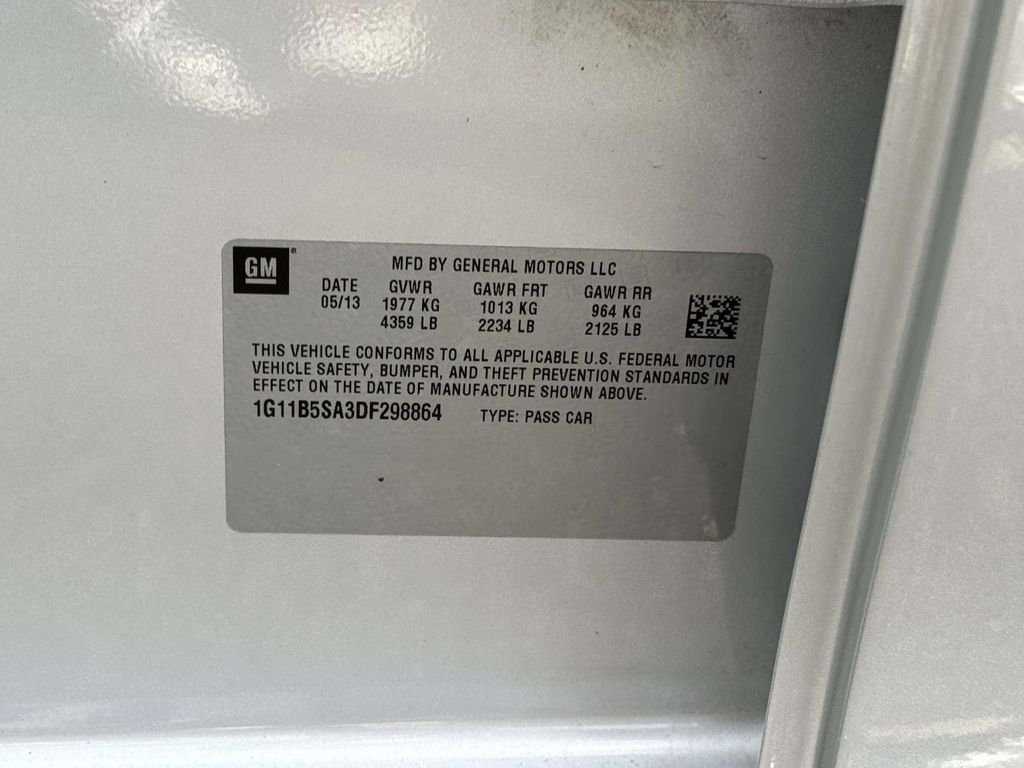 GM ®
MFD BY GENERAL MOTORS LLC
DATE GVWR GAWR FRT GAWR RR
05/13 1977 KG 1013 KG 964 KG
4359 LB 2234 LB 2125 LB
THIS VEHICLE CONFORMS TO ALL APPLICABLE U.S. FEDERAL MOTOR
VEHICLE SAFETY, BUMPER, AND THEFT PREVENTION STANDARDS IN
EFFECT ON THE DATE OF MANUFACTURE SHOWN ABOVE.
1G11B5SA3DF298864 TYPE: PASS CAR